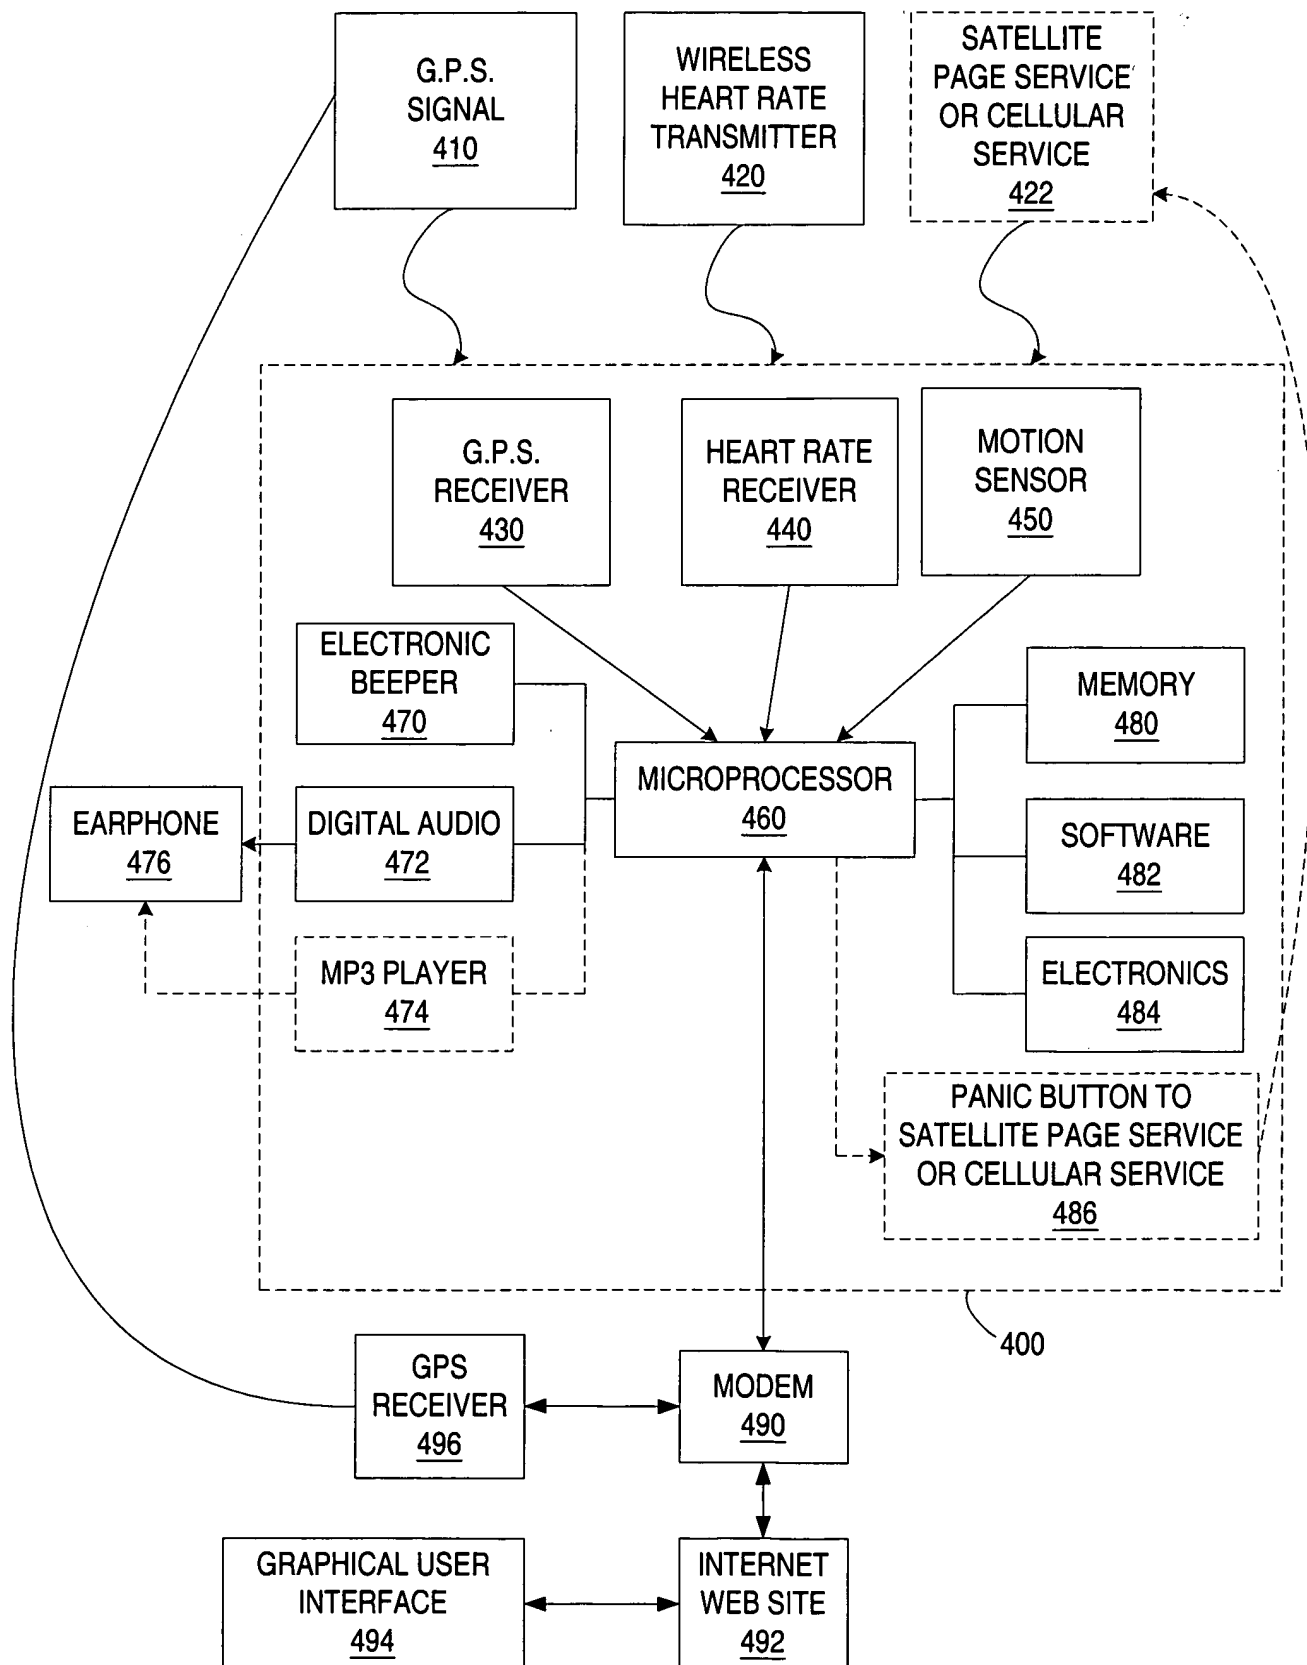 G.P.S.
SIGNAL
410
WIRELESS
HEART RATE
TRANSMITTER
420
SATELLITE
PAGE SERVICE
OR CELLULAR
SERVICE
422
G.P.S.
RECEIVER
430
HEART RATE
RECEIVER
440
MOTION
SENSOR
450
ELECTRONIC
BEEPER
470
MEMORY
480
MICROPROCESSOR
460
EARPHONE
476
DIGITAL AUDIO
472
SOFTWARE
482
MP3 PLAYER
474
ELECTRONICS
484
PANIC BUTTON TO
SATELLITE PAGE SERVICE
OR CELLULAR SERVICE
486
400
GPS
RECEIVER
496
MODEM
490
GRAPHICAL USER
INTERFACE
494
INTERNET
WEB SITE
492